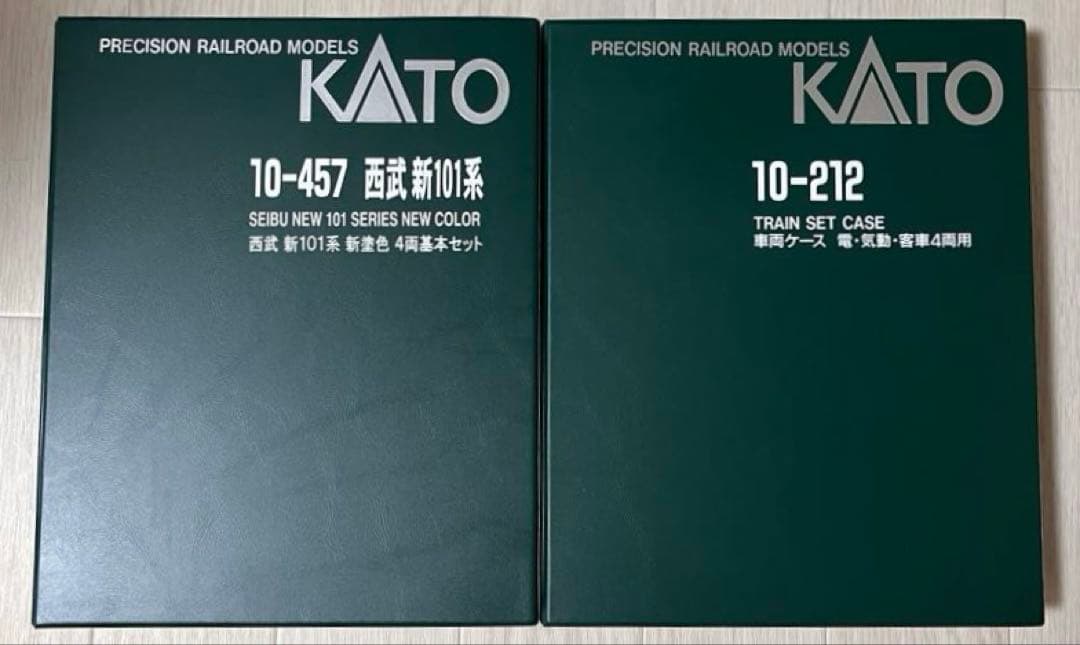 PRECISION RAILROAD MODELS
KATO
10-457 西武 新101系
SEIBU NEW 101 SERIES NEW COLOR
西武 新101系 新塗色 4両基本セット
PRECISION RAILROAD MODELS
KATO
10-212
TRAIN SET CASE
車両ケース 電・気動・客車4両用